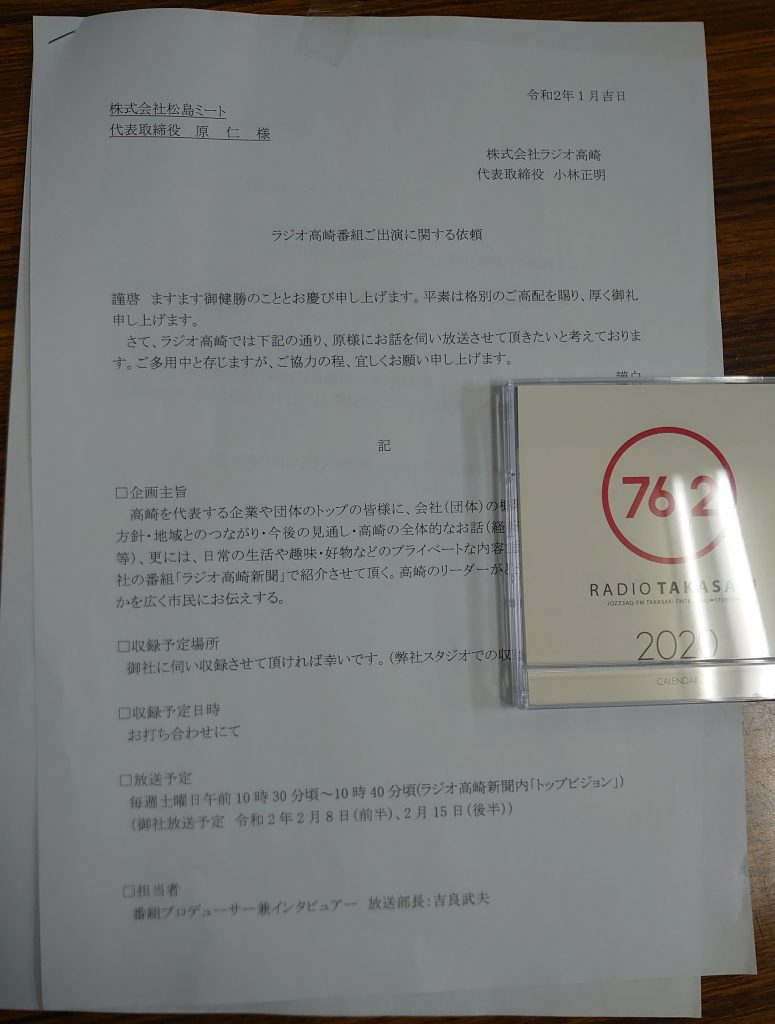 令和2年1月吉日
株式会社松島ミート
代表取締役 原 仁 様
株式会社ラジオ高崎
代表取締役 小林正明
ラジオ高崎番組ご出演に関する依頼
謹啓 ますます御健勝のこととお慶び申し上げます。平素は格別のご高配を賜り、厚く御礼
申し上げます。
さて、ラジオ高崎では下記の通り、原様にお話を伺い放送させて頂きたいと考えておりま
す。ご多用中と存じますが、ご協力の程、宜しくお願い申し上げます。
謹白
記
□企画主旨
高崎を代表する企業や団体のトップの皆様に、会社(団体)の
方針・地域とのつながり・今後の見通し・高崎の全体的なお話(経
等)、更には、日常の生活や趣味・好物などのプライベートな内容
社の番組「ラジオ高崎新聞」で紹介させて頂く。高崎のリーダーが
かを広く市民にお伝えする。
□収録予定場所
御社に伺い収録させて頂ければ幸いです。(弊社スタジオでの収
□収録予定日時
お打ち合わせにて
□放送予定
毎週土曜日午前10時30分頃~10時40分頃(ラジオ高崎新聞内「トップビジョン」)
(御社放送予定 令和2年2月8日(前半)、2月15日(後半))
□担当者
番組プロデューサー兼インタビュアー 放送部長:吉良武夫
76.2
RADIO TAKASAKI
JOZZ3AQ-FM TAKASAKI
2020
CALENDAR